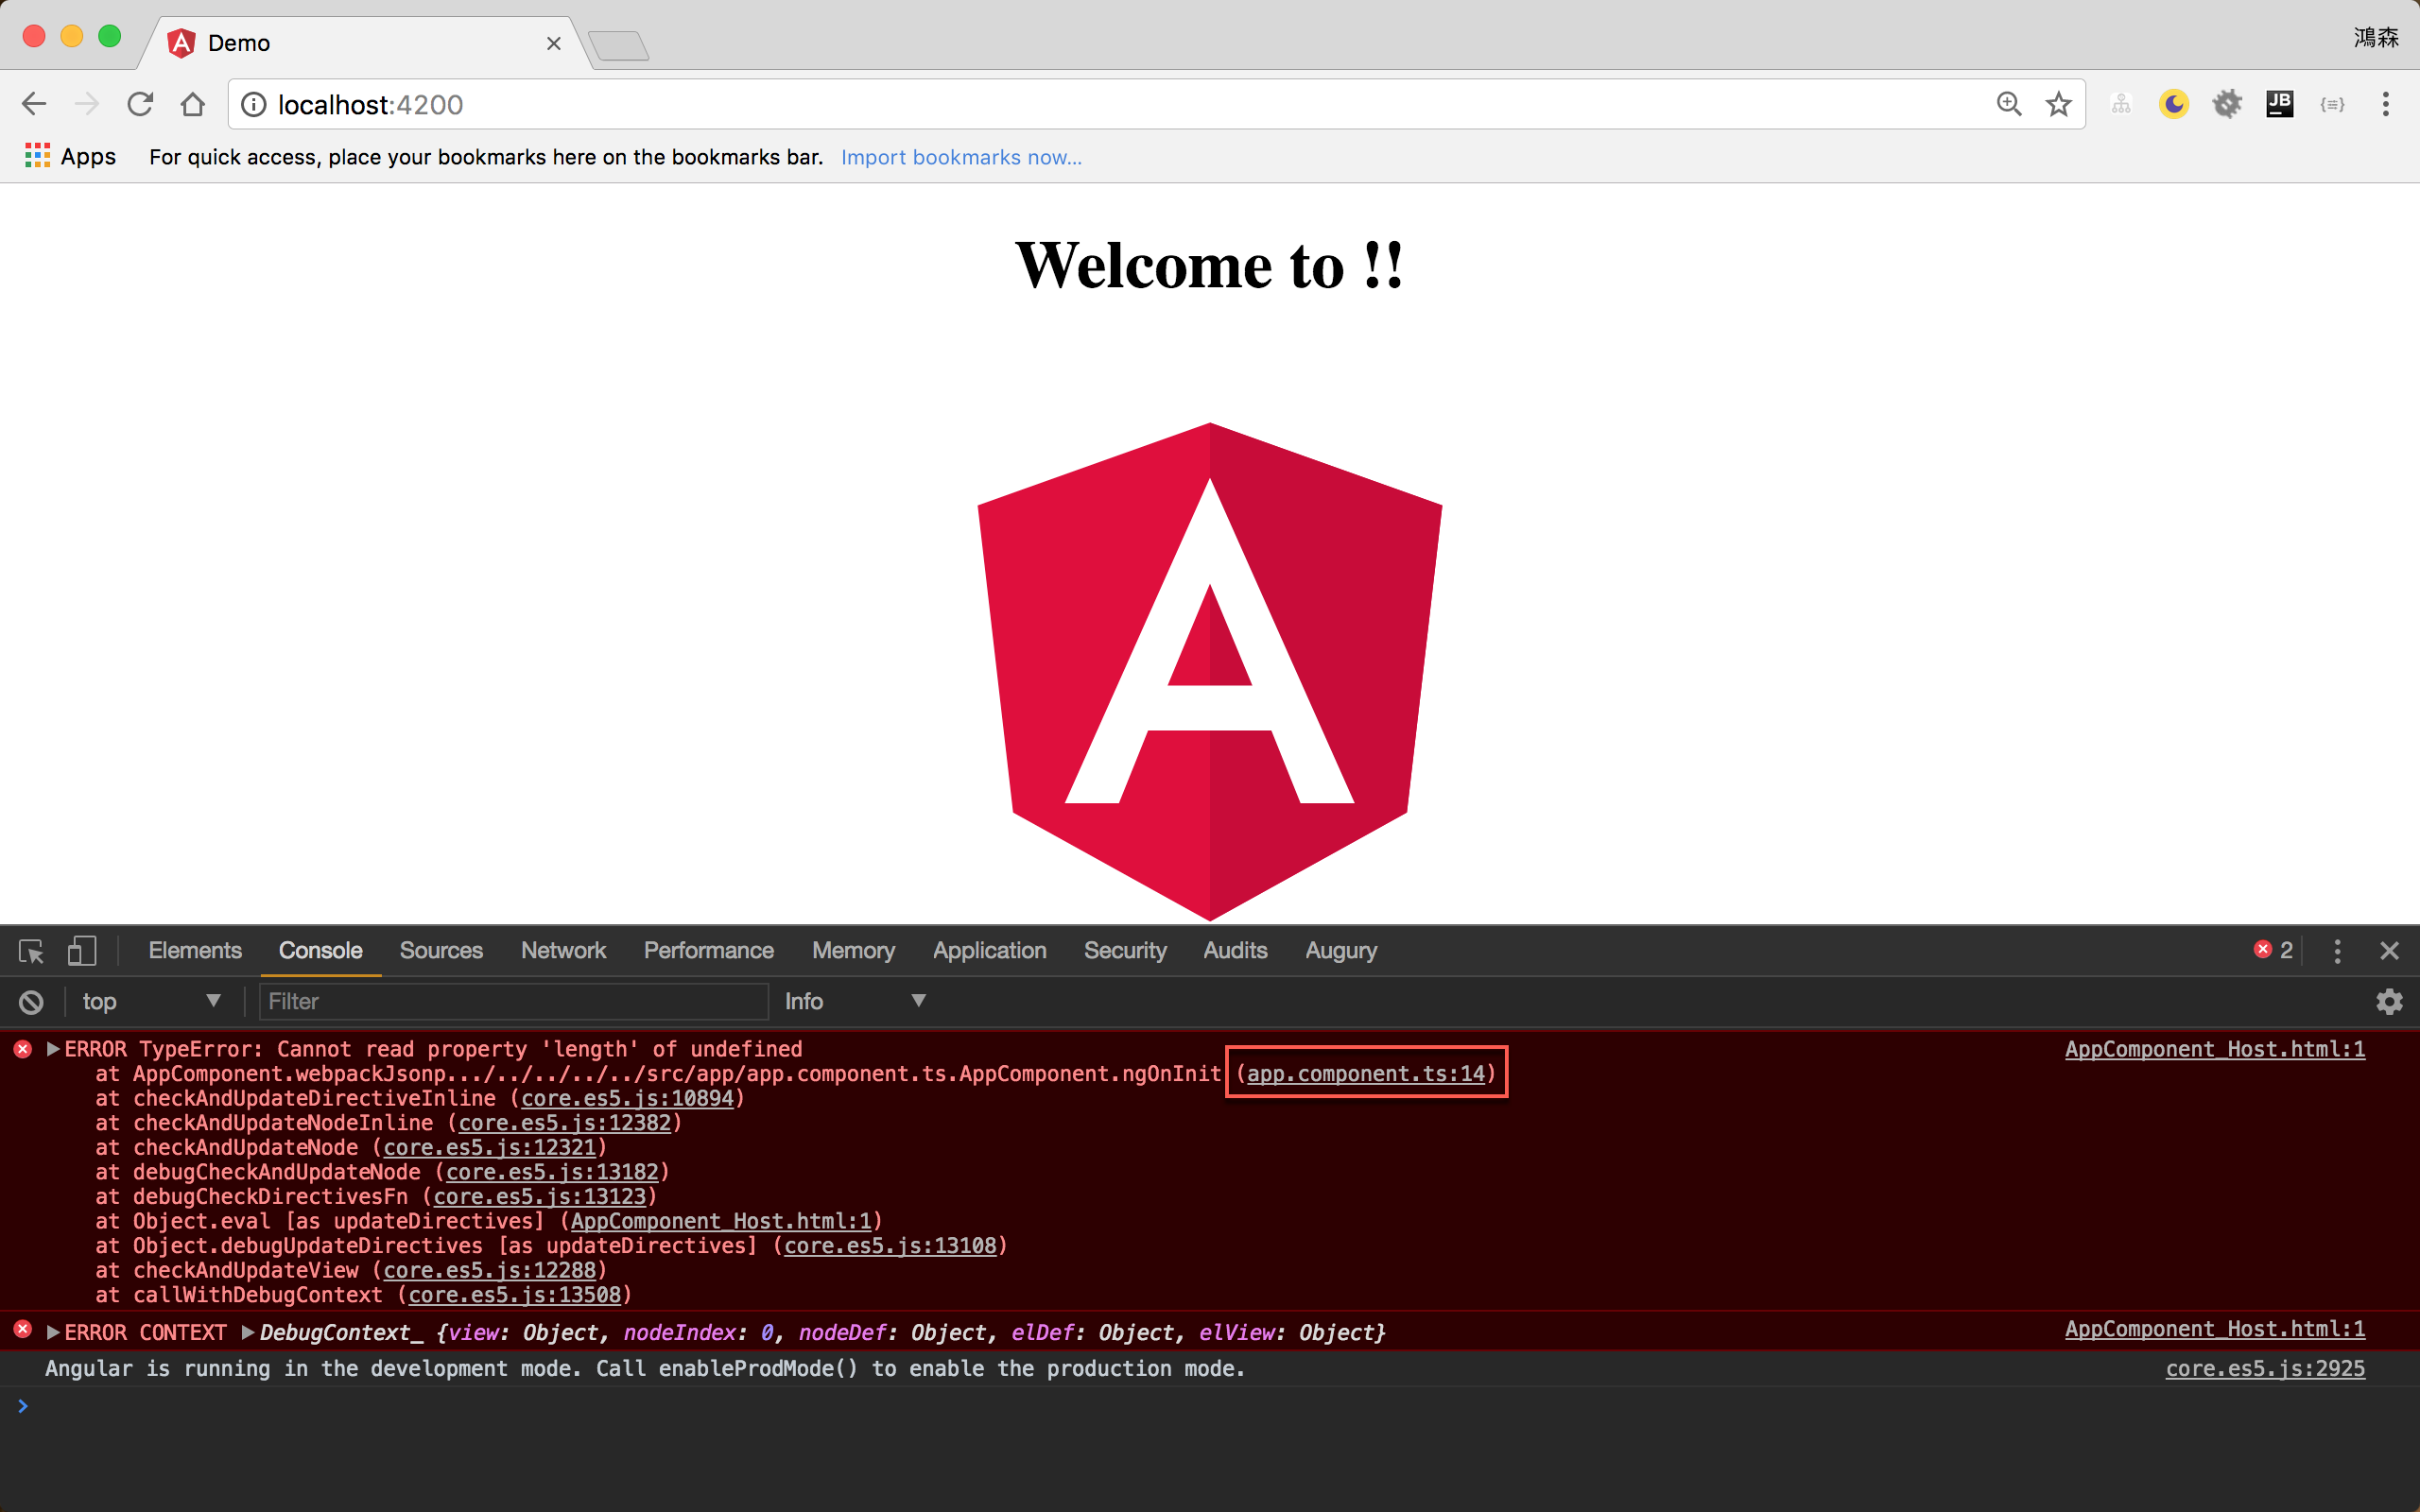 Demo
鴻森
localhost:4200
JB
Apps For quick access, place your bookmarks here on the bookmarks bar. Import bookmarks now...
Welcome to !!
Elements Console Sources Network Performance Memory Application Security Audits Augury 2
top Filter Info
ERROR TypeError: Cannot read property 'length' of undefined AppComponent_Host.html:1
at AppComponent.webpackJsonp.../../../../../src/app/app.component.ts.AppComponent.ngOnInit (app.component.ts:14)
at checkAndUpdateDirectiveInline (core.es5.js:10894)
at checkAndUpdateNodeInline (core.es5.js:12382)
at checkAndUpdateNode (core.es5.js:12321)
at debugCheckAndUpdateNode (core.es5.js:13182)
at debugCheckDirectivesFn (core.es5.js:13123)
at Object.eval [as updateDirectives] (AppComponent_Host.html:1)
at Object.debugUpdateDirectives [as updateDirectives] (core.es5.js:13108)
at checkAndUpdateView (core.es5.js:12288)
at callWithDebugContext (core.es5.js:13508)
ERROR CONTEXT DebugContext_ {view: Object, nodeIndex: 0, nodeDef: Object, elDef: Object, elView: Object} AppComponent_Host.html:1
Angular is running in the development mode. Call enableProdMode() to enable the production mode. core.es5.js:2925